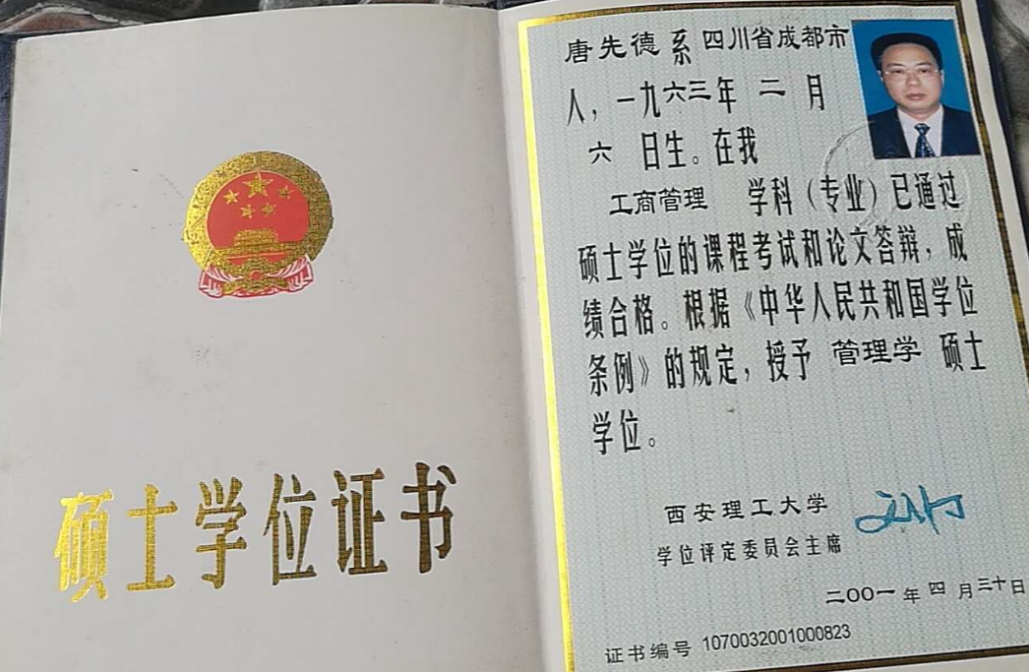 硕士学位证书
唐先德 系 四川省成都市
人，一九六三年 二 月
六 日生。在我
工商管理 学科（专业）已通过
硕士学位的课程考试和论文答辩，成
绩合格。根据《中华人民共和国学位
条例》的规定，授予 管理学 硕士
学位。
西安理工大学
学位评定委员会主席
二00一年四月三十日
证书编号 1070032001000823